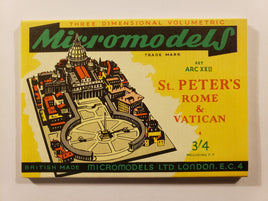 THREE DIMENSIONAL VOLUMETRIC
Micromodels
TRADE MARK
SET
ARC XXII
St. PETER'S
ROME
&
VATICAN
3/4
INCLUDING P.T.
BRITISH MADE MICROMODELS LTD. LONDON. E.C.4